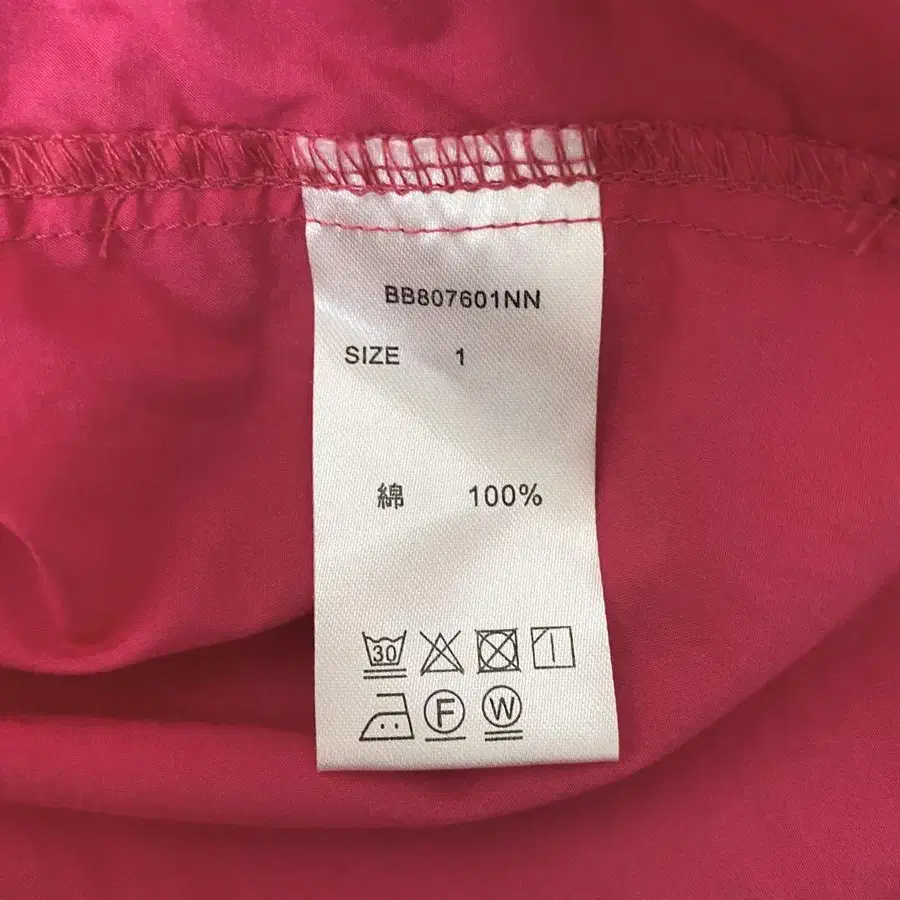 BB807601NN
SIZE 1
綿 100%
30
F W